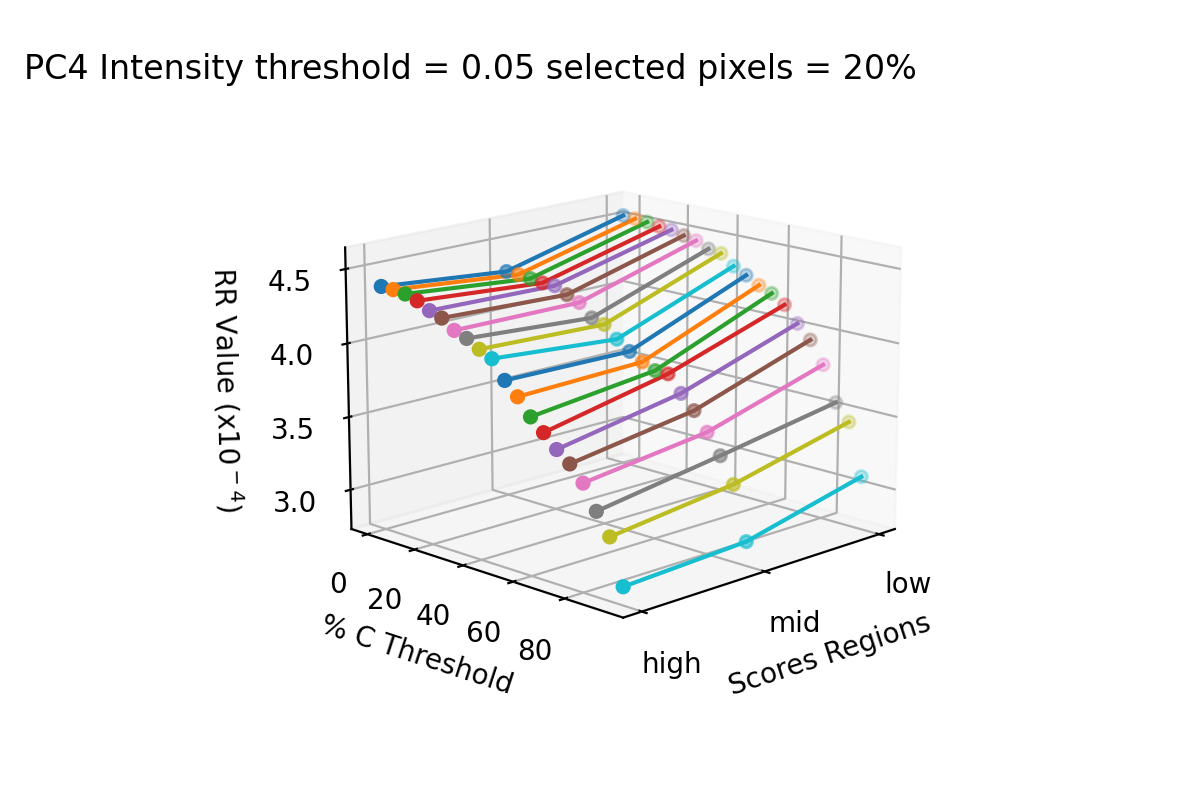 PC4 Intensity threshold = 0.05 selected pixels = 20%
4.5
4.0
3.5
3.0
RR Value (x10⁻⁴)
0
20
40
60
80
% C Threshold
high
mid
low
Scores Regions